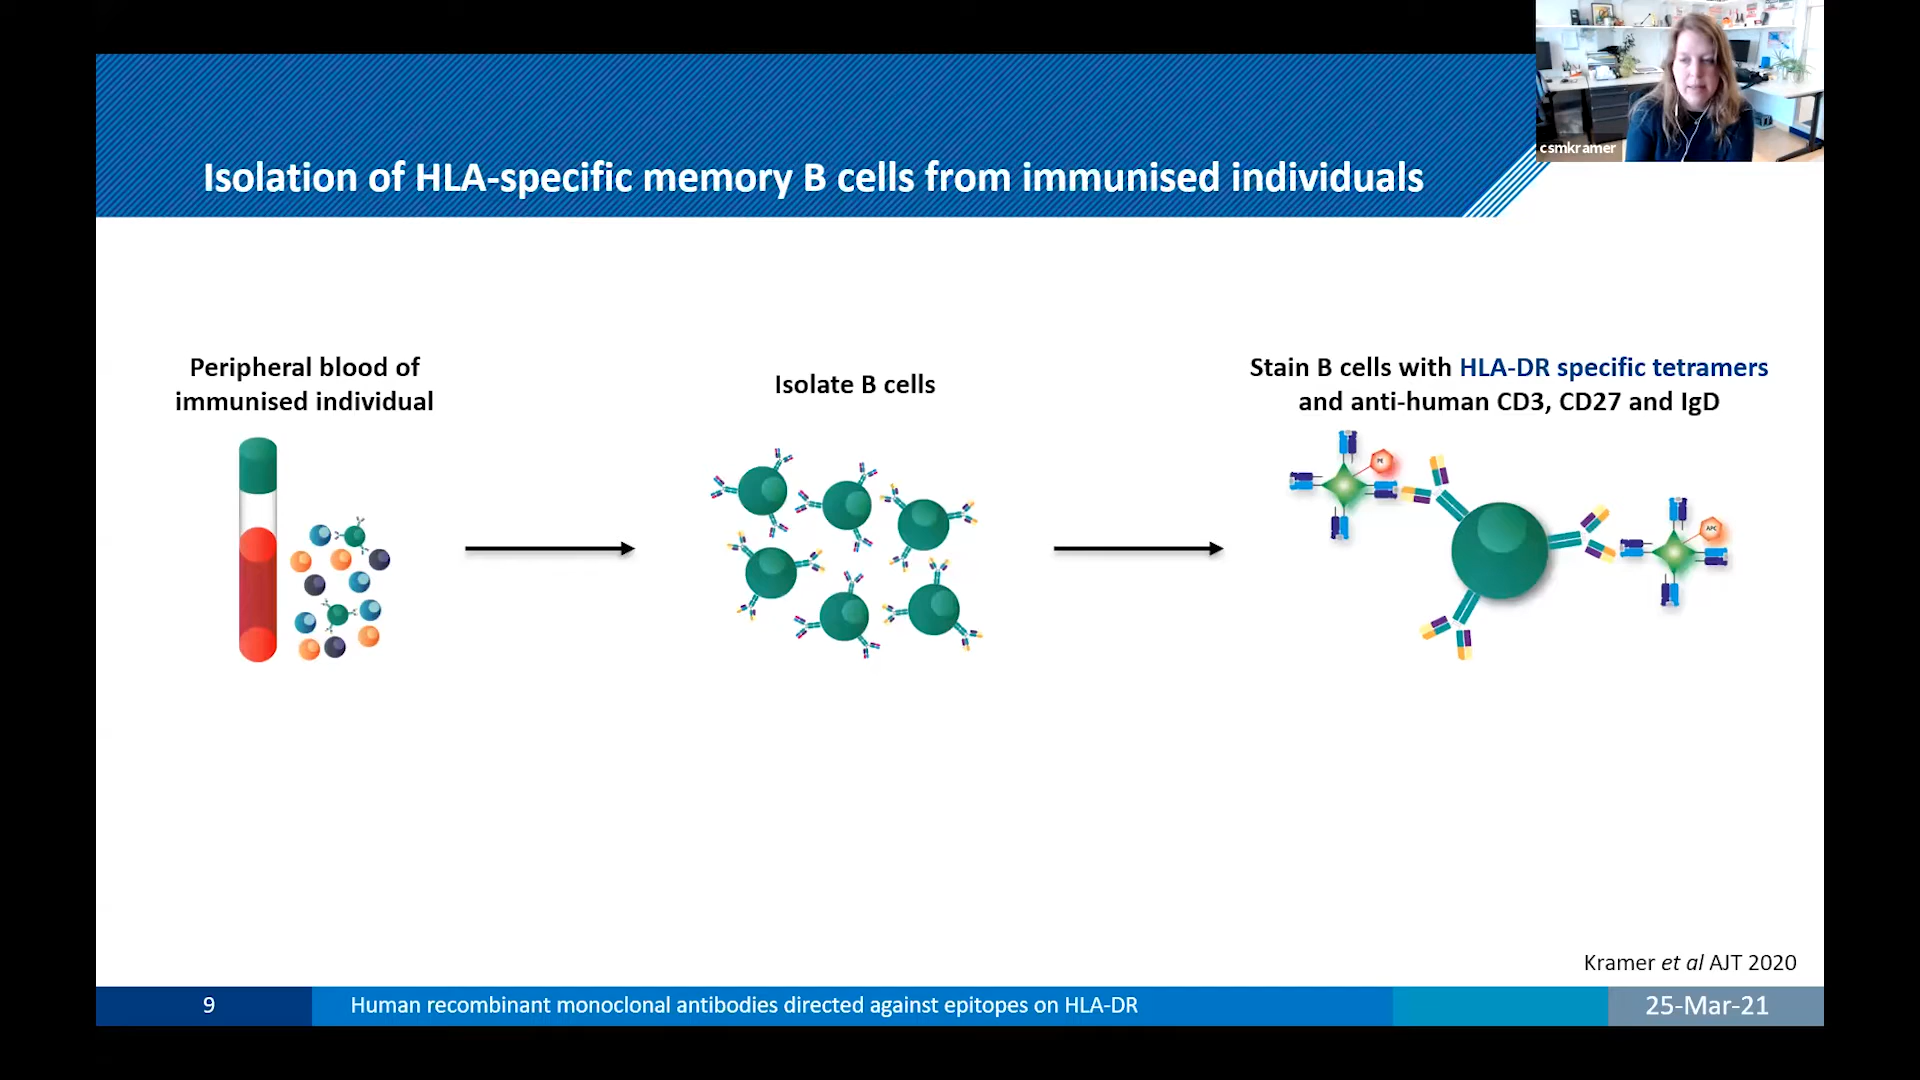 csmkramer
Isolation of HLA-specific memory B cells from immunised individuals
Peripheral blood of
immunised individual
Isolate B cells
Stain B cells with HLA-DR specific tetramers
and anti-human CD3, CD27 and IgD
PE
APC
Kramer et al AJT 2020
9
Human recombinant monoclonal antibodies directed against epitopes on HLA-DR
25-Mar-21